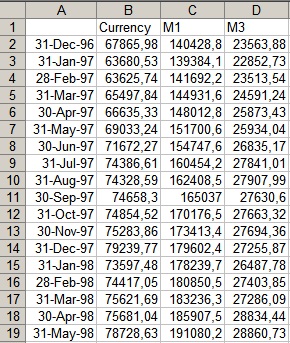 A B C D
1 Currency M1 M3
2 31-Dec-96 67865,98 140428,8 23563,88
3 31-Jan-97 63680,53 139384,1 22852,73
4 28-Feb-97 63625,74 141692,2 23513,54
5 31-Mar-97 65497,84 144931,6 24591,24
6 30-Apr-97 66635,33 148012,8 25873,43
7 31-May-97 69033,24 151700,6 25934,04
8 30-Jun-97 71672,27 154747,6 26835,17
9 31-Jul-97 74386,61 160454,2 27841,01
10 31-Aug-97 74328,59 162408,5 27907,99
11 30-Sep-97 74658,3 165037 27630,6
12 31-Oct-97 74854,52 170176,5 27663,32
13 30-Nov-97 75283,86 173413,4 27694,36
14 31-Dec-97 79239,77 179602,4 27255,87
15 31-Jan-98 73597,48 178239,7 26487,78
16 28-Feb-98 74417,05 180850,5 27403,85
17 31-Mar-98 75621,69 183236,3 27286,09
18 30-Apr-98 75681,04 185907,5 28834,44
19 31-May-98 78728,63 191080,2 28860,73